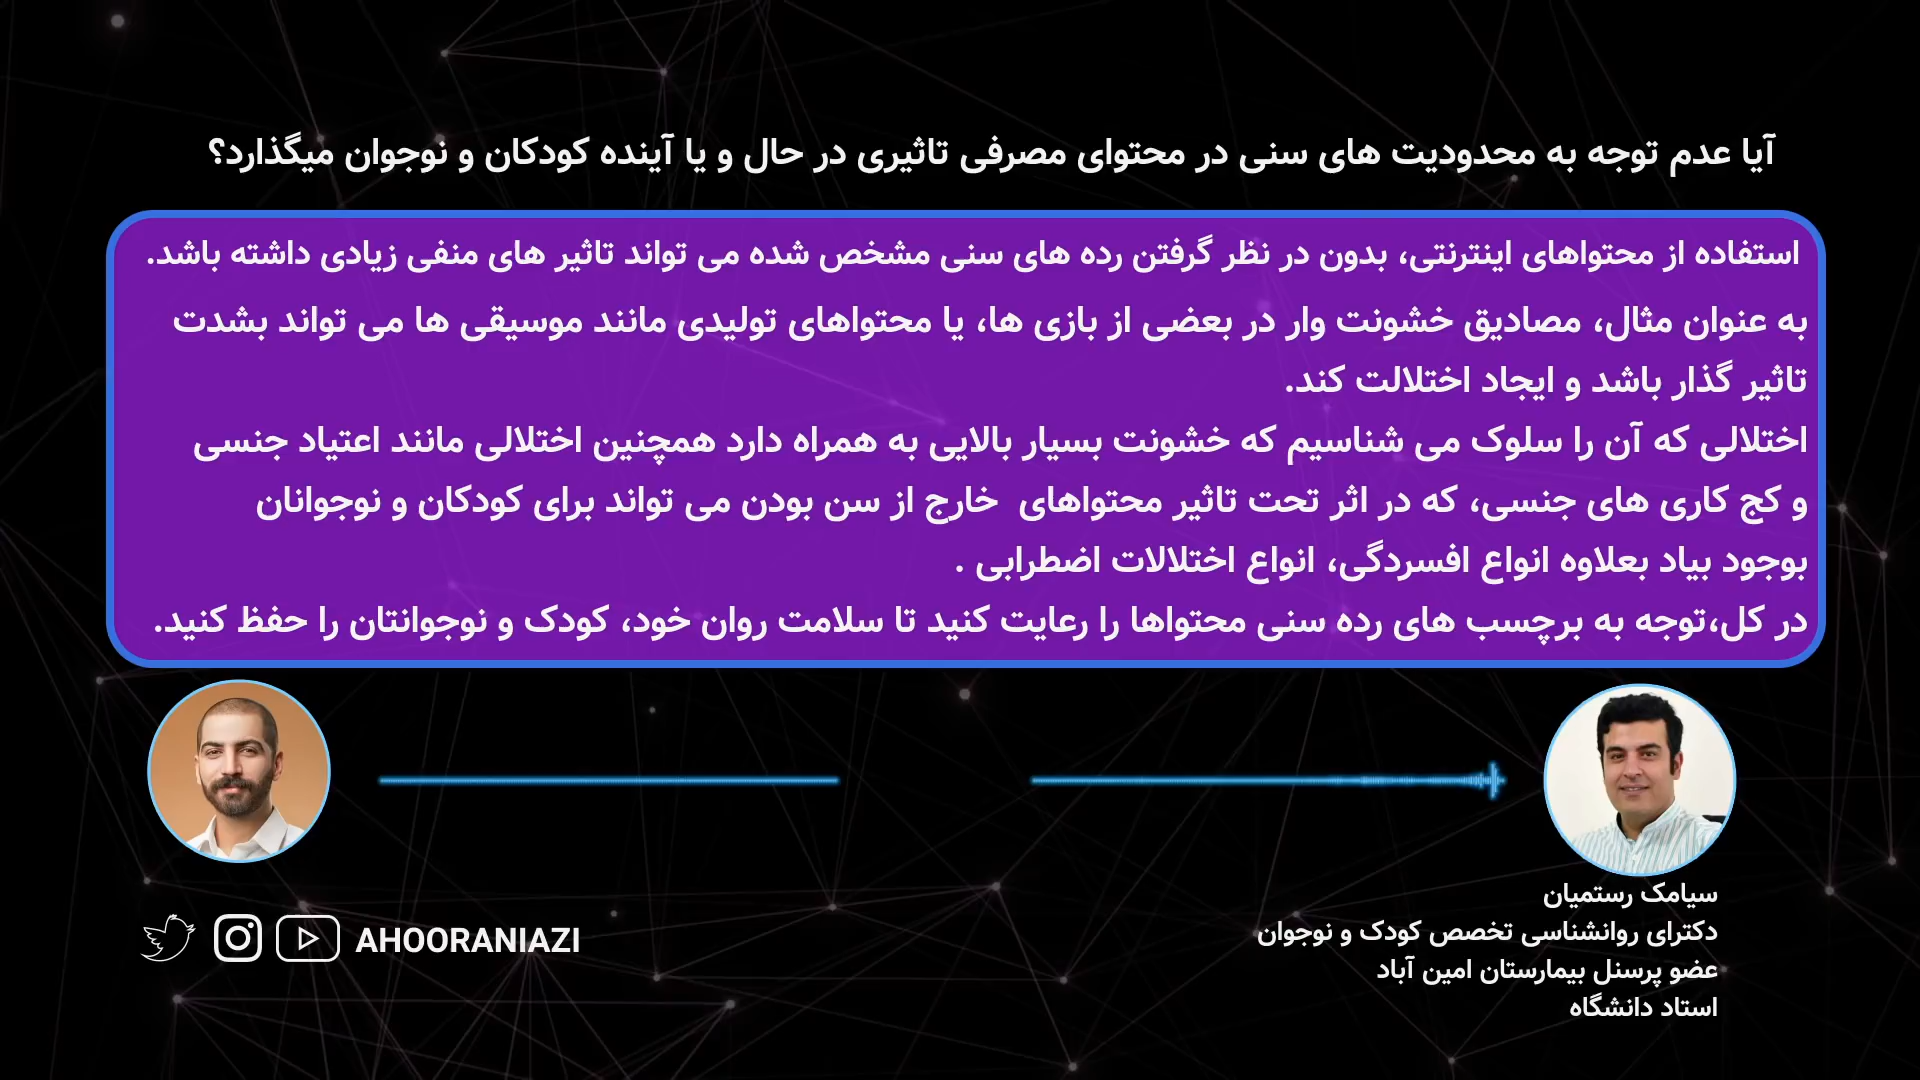 آیا عدم توجه به محدودیت های سنی در محتوای مصرفی تاثیری در حال و یا آینده کودکان و نوجوان میگذارد؟
استفاده از محتواهای اینترنتی، بدون در نظر گرفتن رده های سنی مشخص شده می تواند تاثیر های منفی زیادی داشته باشد.
به عنوان مثال، مصادیق خشونت وار در بعضی از بازی ها، یا محتواهای تولیدی مانند موسیقی ها می تواند بشدت
تاثیر گذار باشد و ایجاد اختلالت کند.
اختلالی که آن را سلوک می شناسیم که خشونت بسیار بالایی به همراه دارد همچنین اختلالی مانند اعتیاد جنسی
و کج کاری های جنسی، که در اثر تحت تاثیر محتواهای  خارج از سن بودن می تواند برای کودکان و نوجوانان
بوجود بیاد بعلاوه انواع افسردگی، انواع اختلالات اضطرابی .
در کل،توجه به برچسب های رده سنی محتواها را رعایت کنید تا سلامت روان خود، کودک و نوجوانتان را حفظ کنید.
سیامک رستمیان
دکترای روانشناسی تخصص کودک و نوجوان
عضو پرسنل بیمارستان امین آباد
استاد دانشگاه
AHOORANIAZI